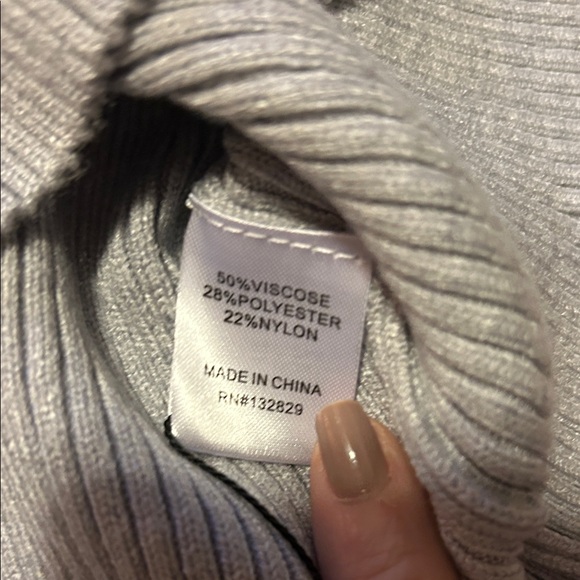 50%VISCOSE
28%POLYESTER
22%NYLON
MADE IN CHINA
RN#132829